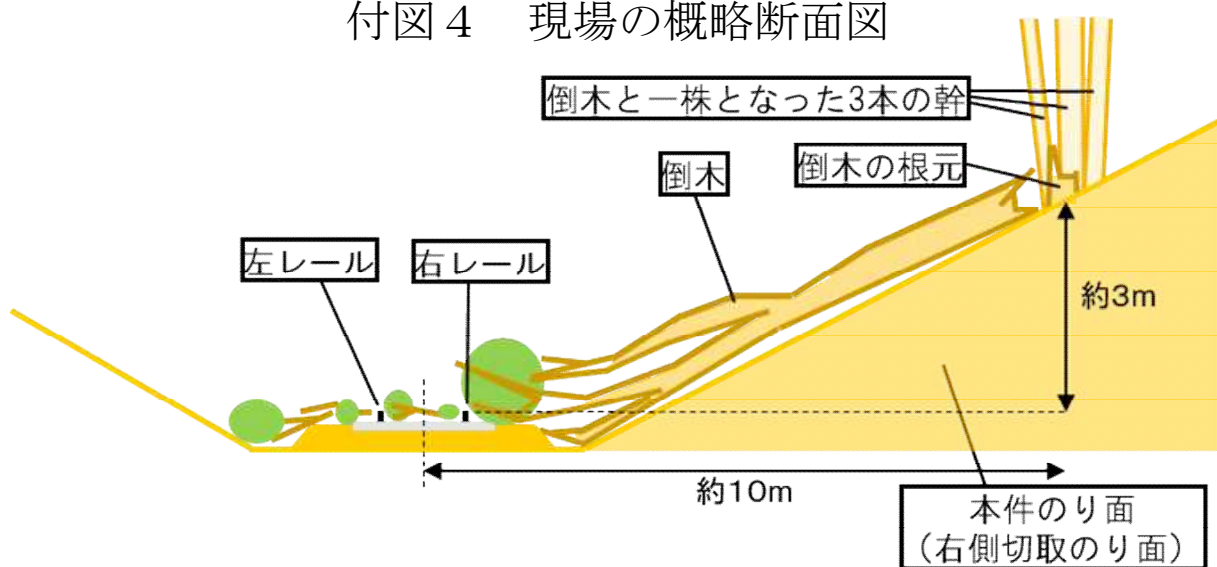 付図４　現場の概略断面図
倒木と一株となった3本の幹
倒木
倒木の根元
左レール
右レール
約3m
約10m
本件のり面
（右側切取のり面）